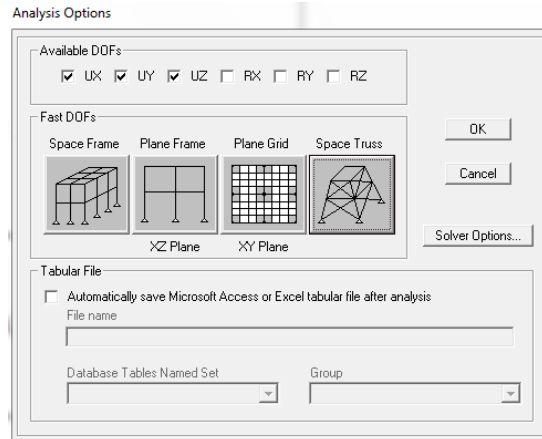 Analysis Options
Available DOFs
UX UY UZ RX RY RZ
Fast DOFs
Space Frame Plane Frame Plane Grid Space Truss
XZ Plane XY Plane
OK
Cancel
Solver Options...
Tabular File
Automatically save Microsoft Access or Excel tabular file after analysis
File name
Database Tables Named Set Group